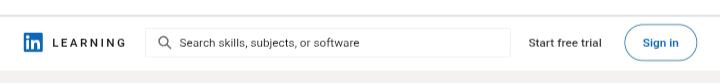 in LEARNING
Search skills, subjects, or software
Start free trial
Sign in